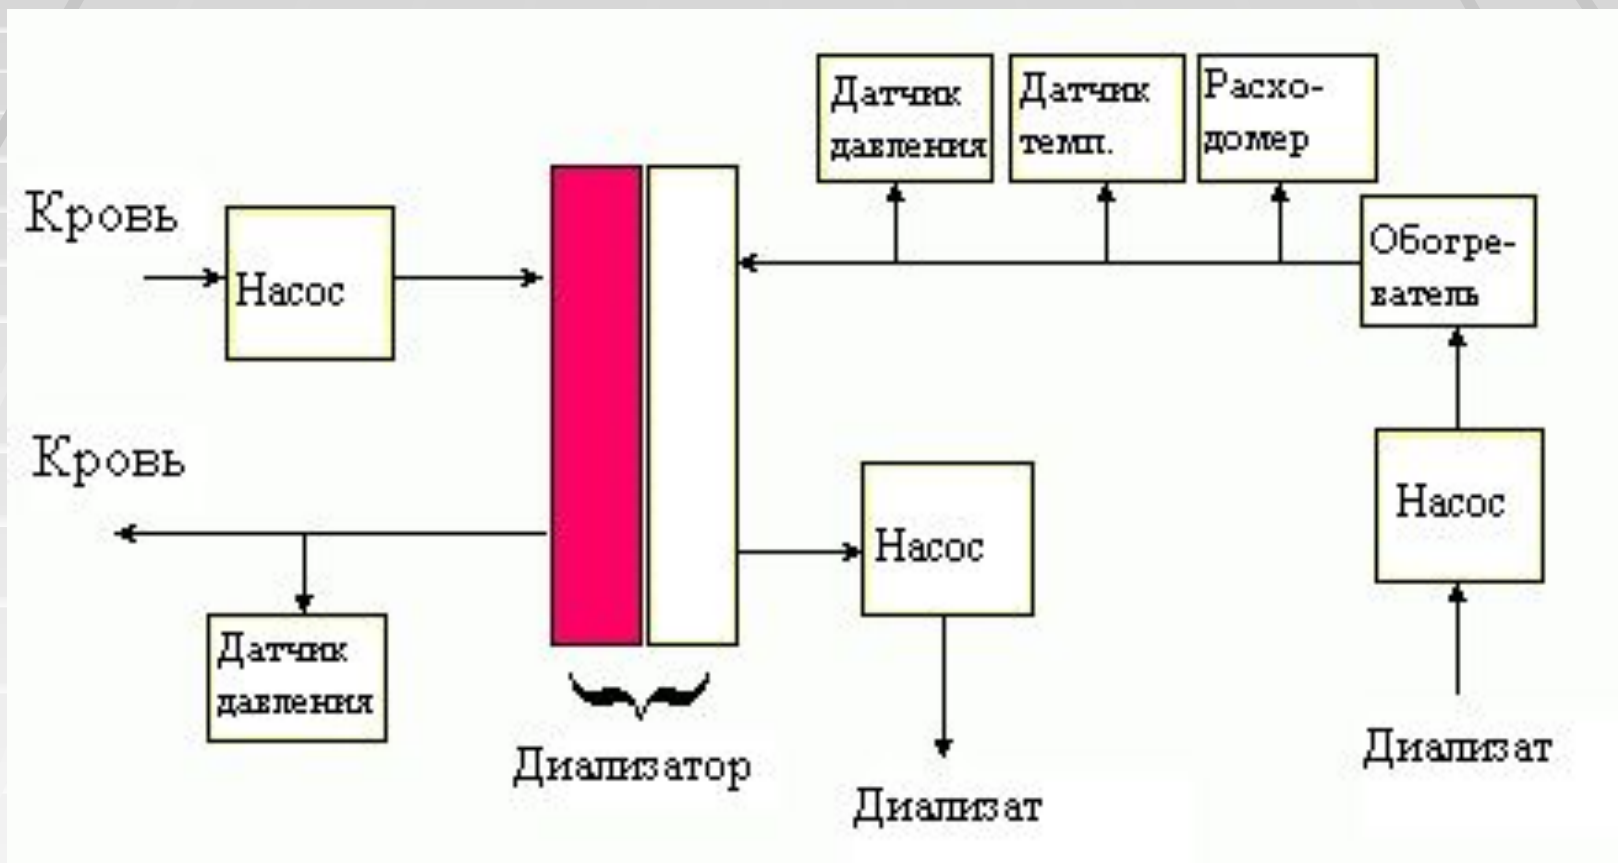 Датчик
давления
Датчик
темп.
Расхо-
домер
Кровь
Насос
Обогре-
ватель
Кровь
Насос
Насос
Датчик
давления
Диализатор
Диализат
Диализат